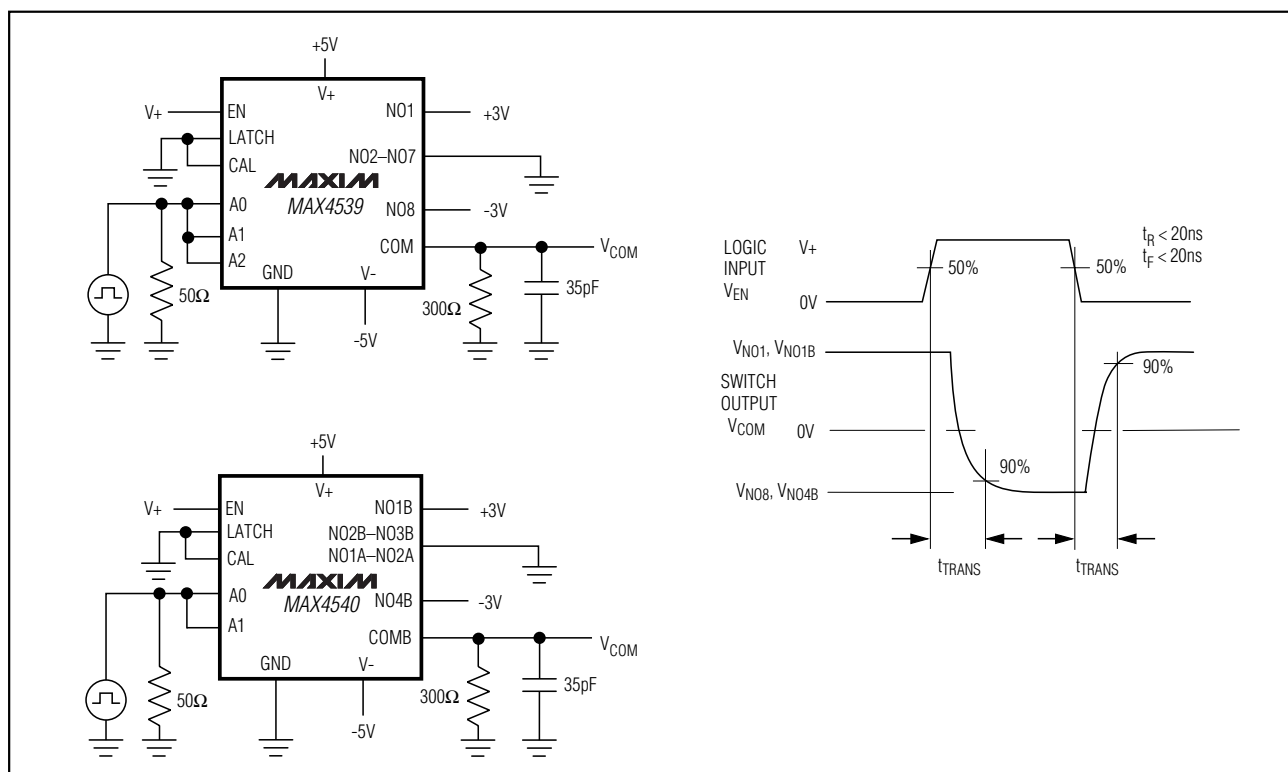 +5V
V+
V+
EN
NO1
+3V
LATCH
CAL
NO2–NO7
MAXIM
MAX4539
A0
NO8
-3V
A1
COM
VCOM
A2
GND
V-
50Ω
300Ω
35pF
-5V
+5V
V+
V+
EN
NO1B
+3V
LATCH
NO2B–NO3B
CAL
NO1A–NO2A
MAXIM
MAX4540
A0
NO4B
-3V
A1
COMB
VCOM
GND
V-
50Ω
300Ω
35pF
-5V
LOGIC
INPUT
VEN
V+
0V
50%
50%
tR < 20ns
tF < 20ns
VNO1, VNO1B
SWITCH
OUTPUT
VCOM
0V
90%
90%
VNO8, VNO4B
tTRANS
tTRANS